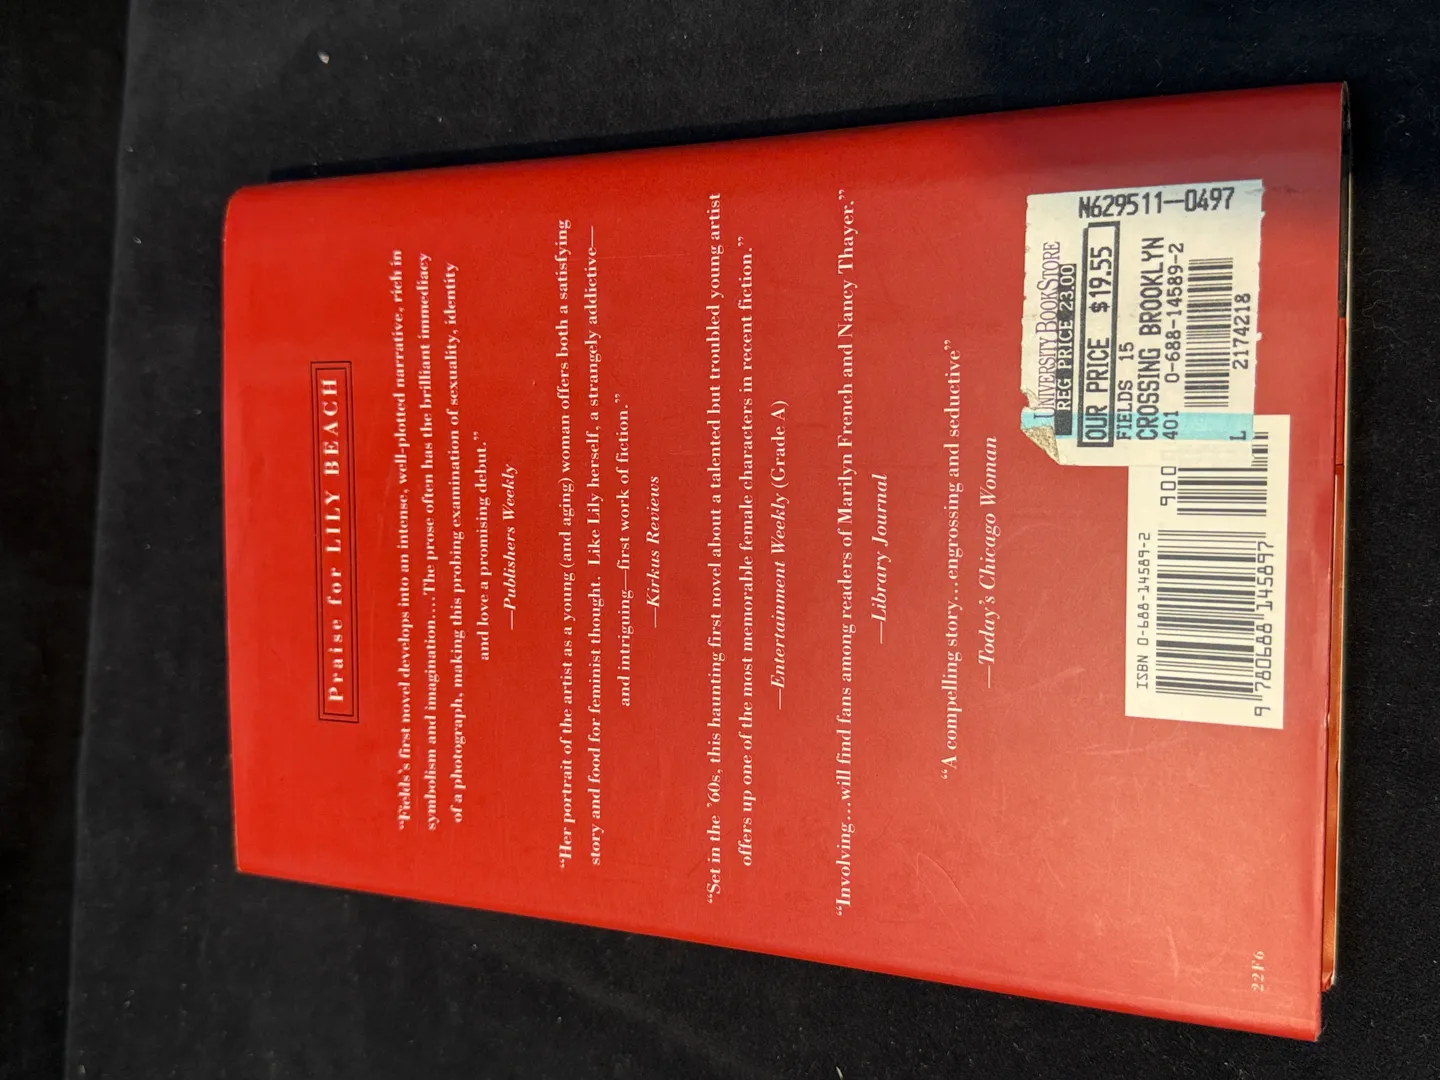 Praise for LILY BEACH
“Fields's first novel develops into an intense, well-plotted narrative, rich in
symbolism and imagination.... The prose often has the brilliant immediacy
of a photograph, making this probing examination of sexuality, identity
and love a promising debut.”
—Publishers Weekly
“Her portrait of the artist as a young (and aging) woman offers both a satisfying
story and food for feminist thought. Like Lily herself, a strangely addictive—
and intriguing—first work of fiction.”
—Kirkus Reviews
“Set in the '60s, this haunting first novel about a talented but troubled young artist
offers up one of the most memorable female characters in recent fiction.”
—Entertainment Weekly (Grade A)
“Involving...will find fans among readers of Marilyn French and Nancy Thayer.”
—Library Journal
“A compelling story...engrossing and seductive”
—Today's Chicago Woman
UNIVERSITY BOOKSTORE
REG PRICE 23.00
OUR PRICE $19.55
N629511—0497
FIELDS 15
CROSSING BROOKLYN
401 0-688-14589-2
L 2174218
ISBN 0-688-14589-2
900
9 780688 145897
22F6